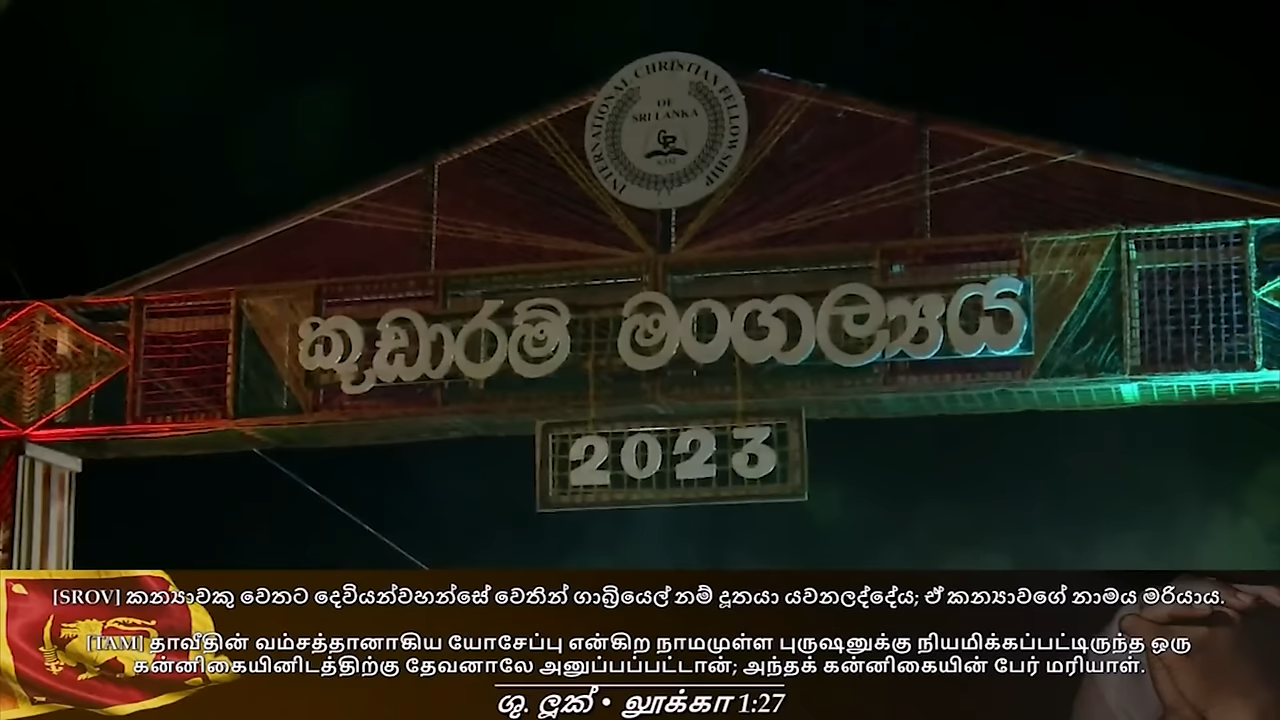 INTERNATIONAL CHRISTIAN FELLOWSHIP
OF
SRI LANKA
කූඩාරම් මංගල්‍යය
2023
[SROV] කන්‍යාවකු වෙතට දෙවියන්වහන්සේ වෙතින් ගාබ්‍රියෙල් නම් දූතයා යවනලද්දේය; ඒ කන්‍යාවගේ නාමය මරියාය.
[TAM] தாவீதின் வம்சத்தானாகிய யோசேப்பு என்கிற நாமமுள்ள புருஷனுக்கு நியமிக்கப்பட்டிருந்த ஒரு
கன்னிகையினிடத்திற்கு தேவனாலே அனுப்பப்பட்டான்; அந்தக் கன்னிகையின் பேர் மரியாள்.
ශු. ලූක් • லூக்கா 1:27